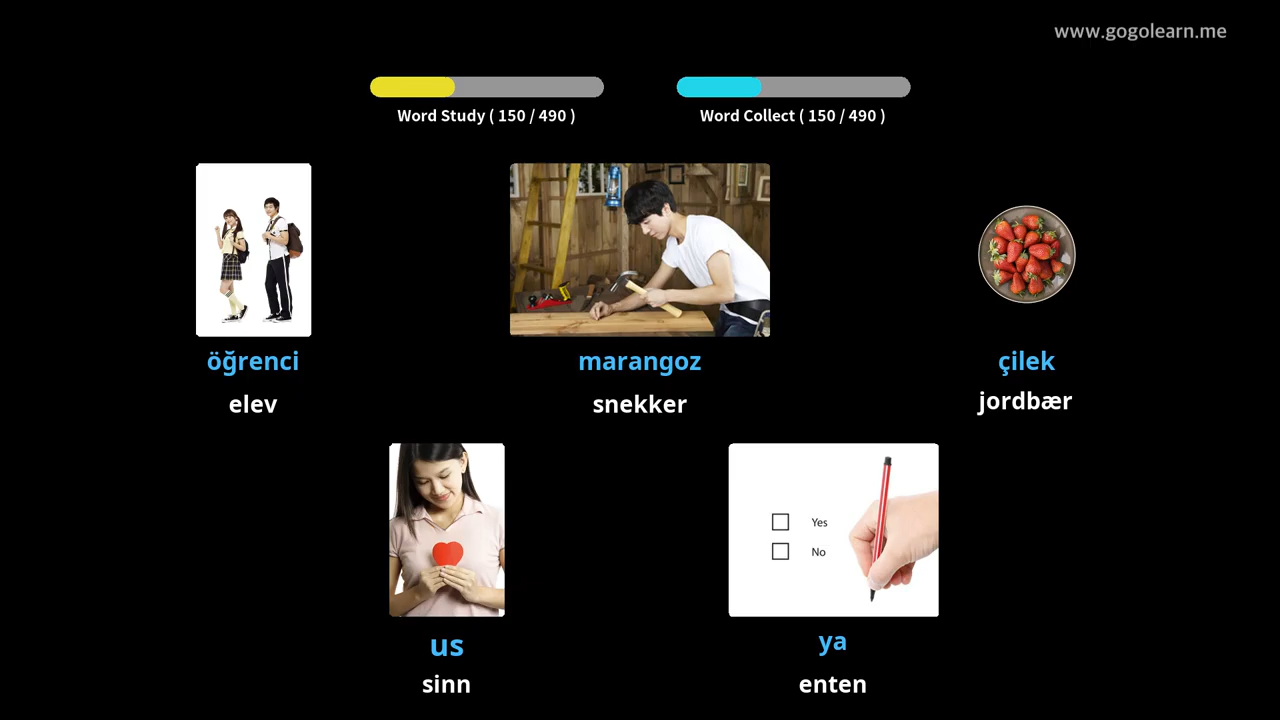 www.gogolearn.me
Word Study ( 150 / 490 )
Word Collect ( 150 / 490 )
öğrenci
elev
marangoz
snekker
çilek
jordbær
us
sinn
Yes
No
ya
enten